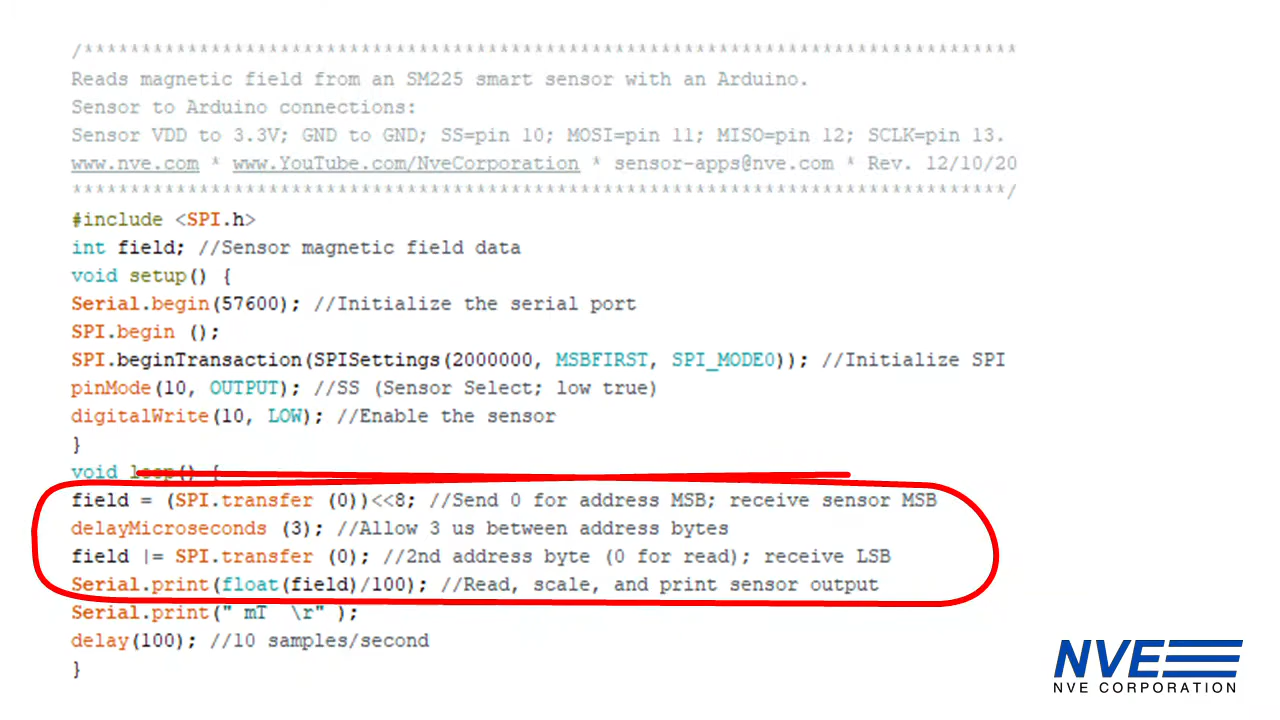 /*********************************************************************************
Reads magnetic field from an SM225 smart sensor with an Arduino.
Sensor to Arduino connections:
Sensor VDD to 3.3V; GND to GND; SS=pin 10; MOSI=pin 11; MISO=pin 12; SCLK=pin 13.
www.nve.com * www.YouTube.com/NveCorporation * sensor-apps@nve.com * Rev. 12/10/20
*********************************************************************************/
#include <SPI.h>
int field; //Sensor magnetic field data
void setup() {
Serial.begin(57600); //Initialize the serial port
SPI.begin ();
SPI.beginTransaction(SPISettings(2000000, MSBFIRST, SPI_MODE0)); //Initialize SPI
pinMode(10, OUTPUT); //SS (Sensor Select; low true)
digitalWrite(10, LOW); //Enable the sensor
}
void loop() {
field = (SPI.transfer (0))<<8; //Send 0 for address MSB; receive sensor MSB
delayMicroseconds (3); //Allow 3 us between address bytes
field |= SPI.transfer (0); //2nd address byte (0 for read); receive LSB
Serial.print(float(field)/100); //Read, scale, and print sensor output
Serial.print(" mT  \r" );
delay(100); //10 samples/second
}
NVE
NVE CORPORATION